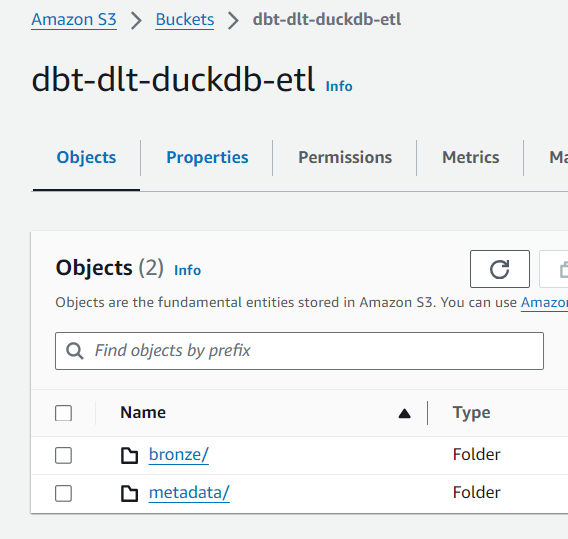 Amazon S3 > Buckets > dbt-dlt-duckdb-etl
dbt-dlt-duckdb-etl Info
Objects Properties Permissions Metrics Ma
Objects (2) Info
Objects are the fundamental entities stored in Amazon S3. You can use Amazo
Find objects by prefix
Name Type
bronze/ Folder
metadata/ Folder